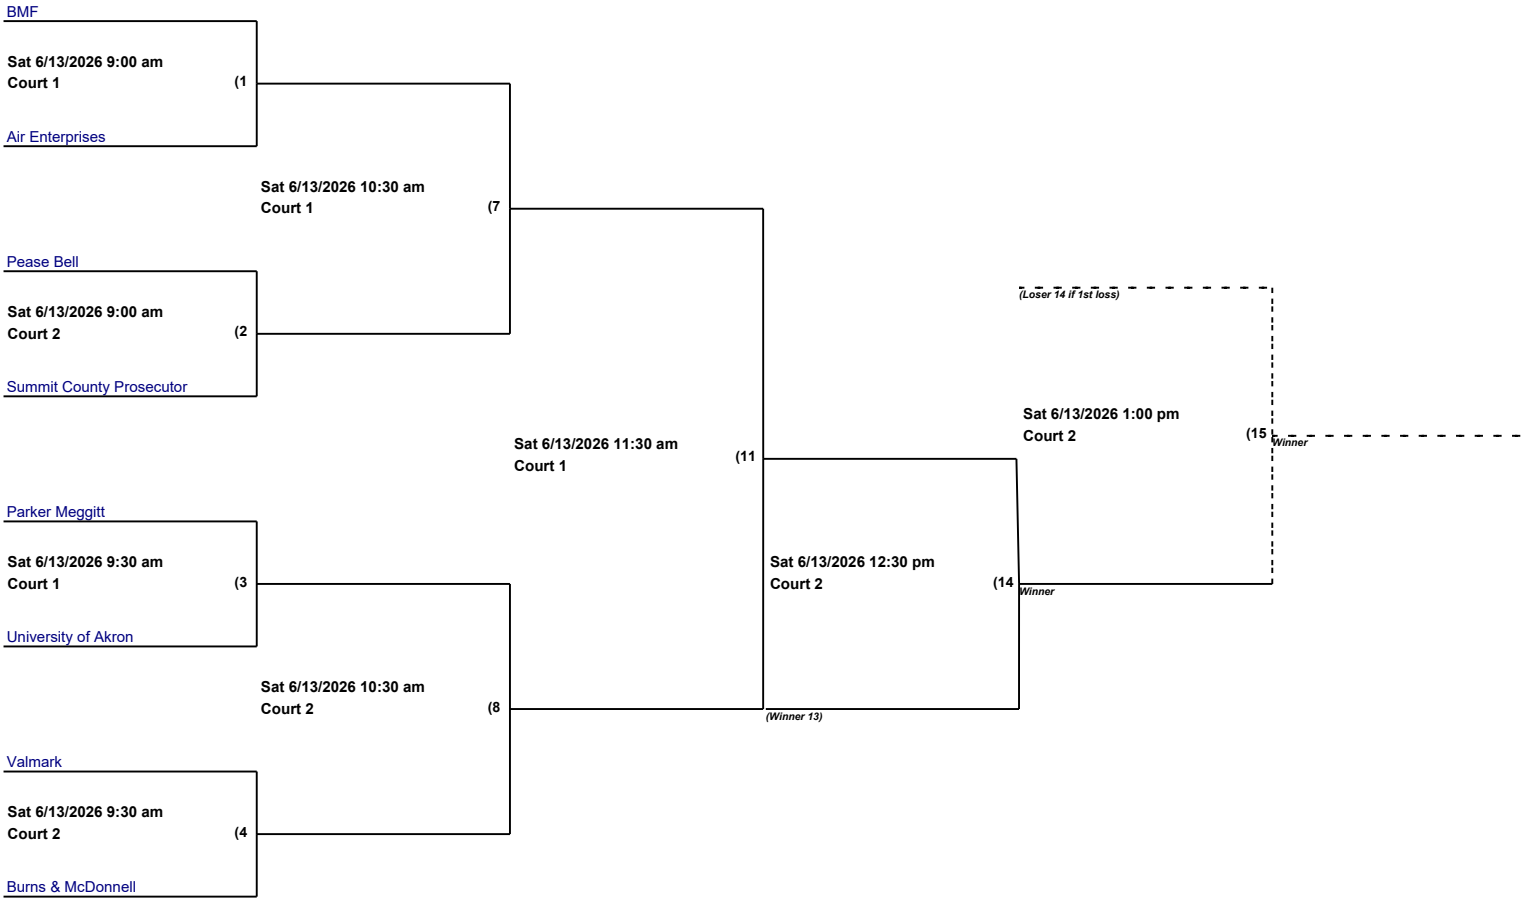 BMF
Sat 6/13/2026 9:00 am
Court 1
(1
Air Enterprises
Sat 6/13/2026 10:30 am
Court 1
(7
Pease Bell
Sat 6/13/2026 9:00 am
Court 2
(2
Summit County Prosecutor
(Loser 14 if 1st loss)
Sat 6/13/2026 1:00 pm
Court 2
(15
Winner
Sat 6/13/2026 11:30 am
Court 1
(11
Parker Meggitt
Sat 6/13/2026 9:30 am
Court 1
(3
University of Akron
Sat 6/13/2026 12:30 pm
Court 2
(14
Winner
Sat 6/13/2026 10:30 am
Court 2
(8
(Winner 13)
Valmark
Sat 6/13/2026 9:30 am
Court 2
(4
Burns & McDonnell